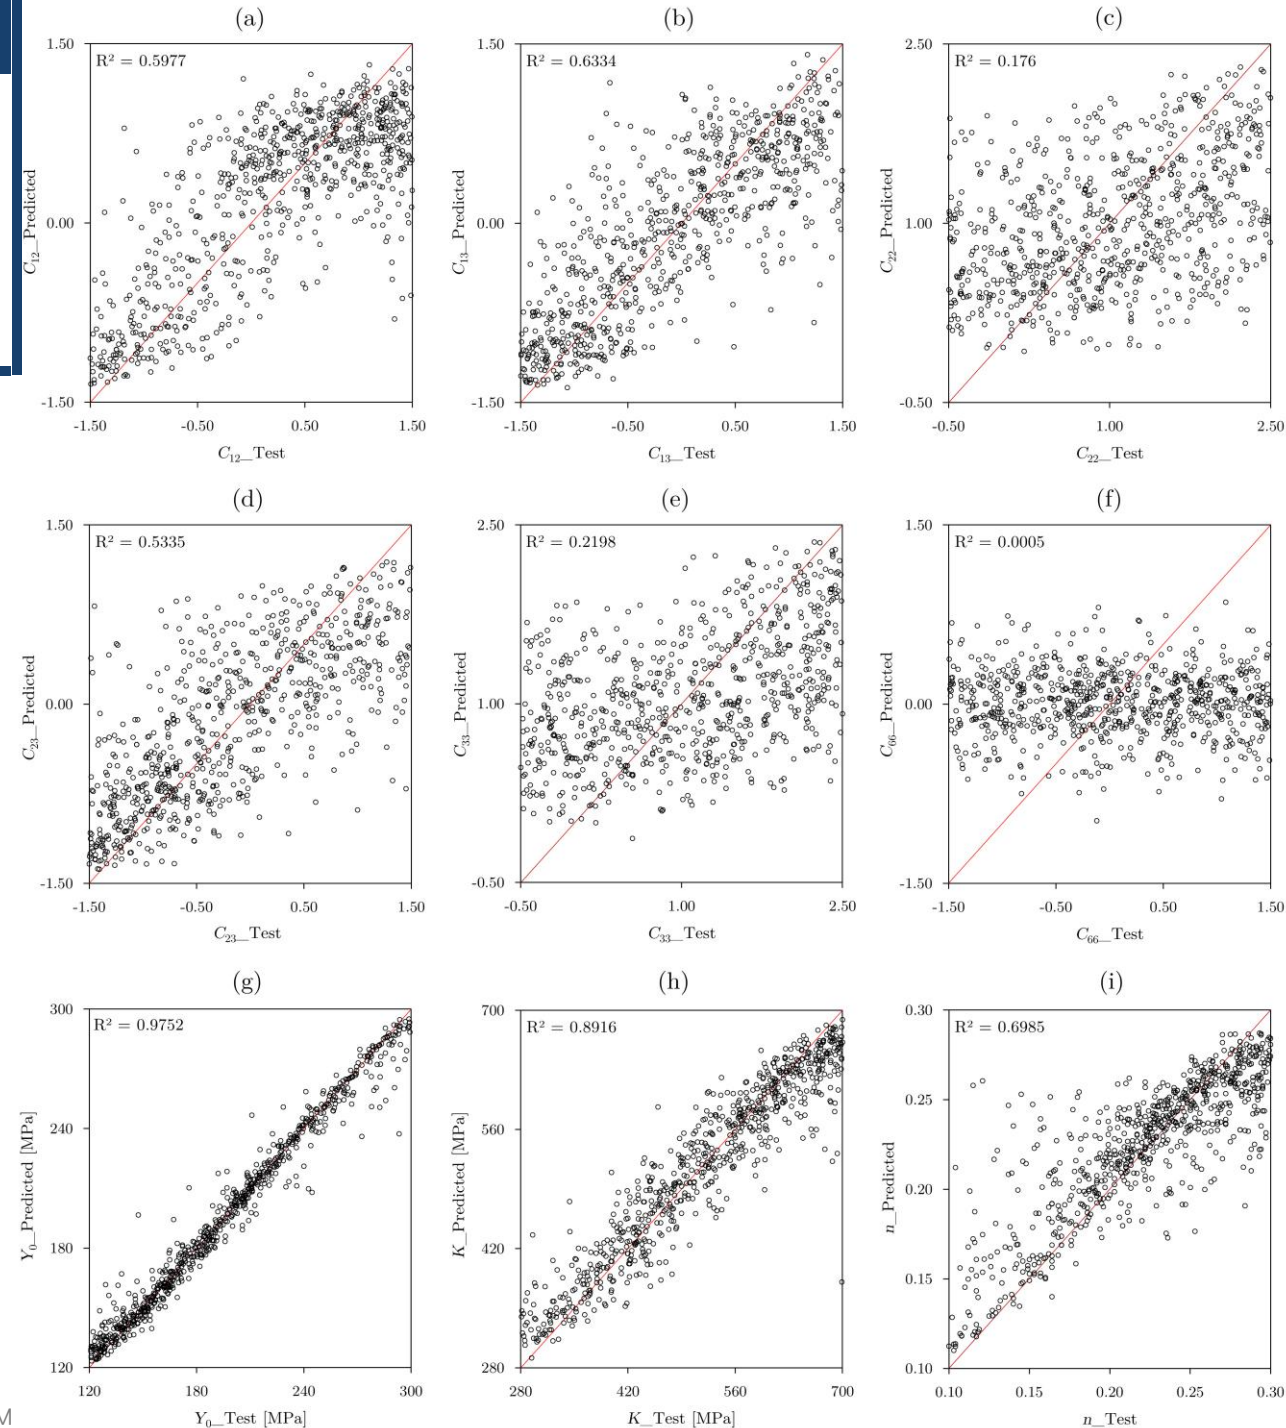 (a)
(b)
(c)
1.50
R² = 0.5977
0.00
-1.50
C₁₂_Predicted
-1.50 -0.50 0.50 1.50
C₁₂_Test
1.50
R² = 0.6334
0.00
-1.50
C₁₃_Predicted
-1.50 -0.50 0.50 1.50
C₁₃_Test
2.50
R² = 0.176
1.00
-0.50
C₂₂_Predicted
-0.50 1.00 2.50
C₂₂_Test
(d)
(e)
(f)
1.50
R² = 0.5335
0.00
-1.50
C₂₃_Predicted
-1.50 -0.50 0.50 1.50
C₂₃_Test
2.50
R² = 0.2198
1.00
-0.50
C₃₃_Predicted
-0.50 1.00 2.50
C₃₃_Test
1.50
R² = 0.0005
0.00
-1.50
C₆₆_Predicted
-1.50 -0.50 0.50 1.50
C₆₆_Test
(g)
(h)
(i)
300
R² = 0.9752
240
180
120
Y₀_Predicted [MPa]
120 180 240 300
Y₀_Test [MPa]
700
R² = 0.8916
560
420
280
K_Predicted [MPa]
280 420 560 700
K_Test [MPa]
0.30
R² = 0.6985
0.25
0.20
0.15
0.10
n_Predicted
0.10 0.15 0.20 0.25 0.30
n_Test
M